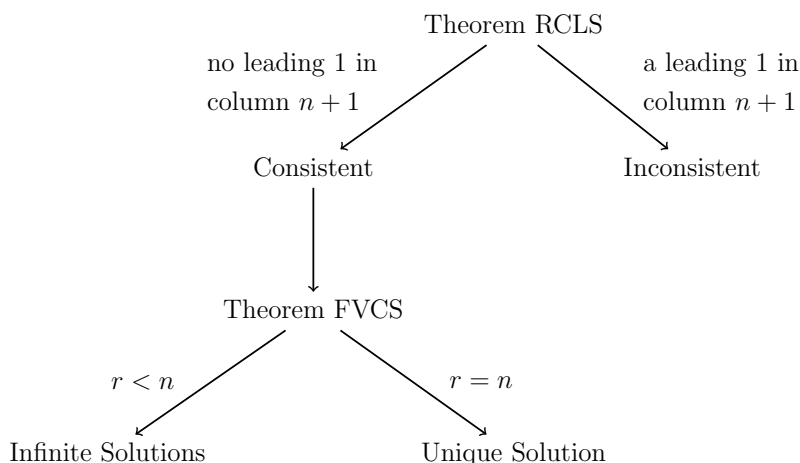 Theorem RCLS
no leading 1 in
column n + 1
a leading 1 in
column n + 1
Consistent
Inconsistent
Theorem FVCS
r < n
r = n
Infinite Solutions
Unique Solution